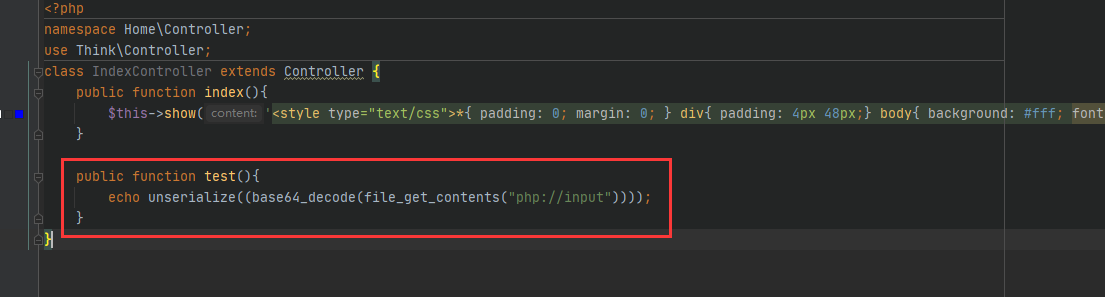 <?php
namespace Home\Controller;
use Think\Controller;
class IndexController extends Controller {
public function index(){
$this->show( content: '<style type="text/css">*{ padding: 0; margin: 0; } div{ padding: 4px 48px;} body{ background: #fff; font
}
public function test(){
echo unserialize((base64_decode(file_get_contents("php://input"))));
}
}